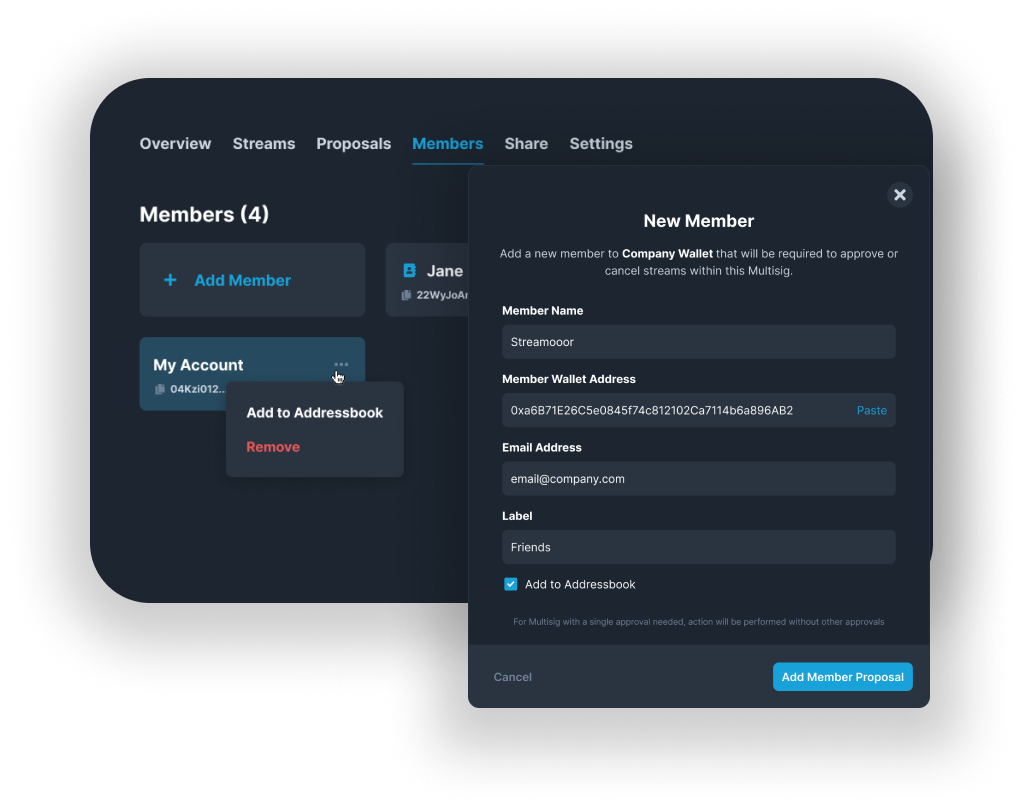 Overview Streams Proposals Members Share Settings
Members (4)
Add Member
Jane
22WyJoAr
My Account
04Kzi012...
Add to Addressbook
Remove
New Member
Add a new member to Company Wallet that will be required to approve or
cancel streams within this Multisig.
Member Name
Streamooor
Member Wallet Address
0xa6B71E26C5e0845f74c812102Ca7114b6a896AB2 Paste
Email Address
email@company.com
Label
Friends
Add to Addressbook
For Multisig with a single approval needed, action will be performed without other approvals
Cancel
Add Member Proposal